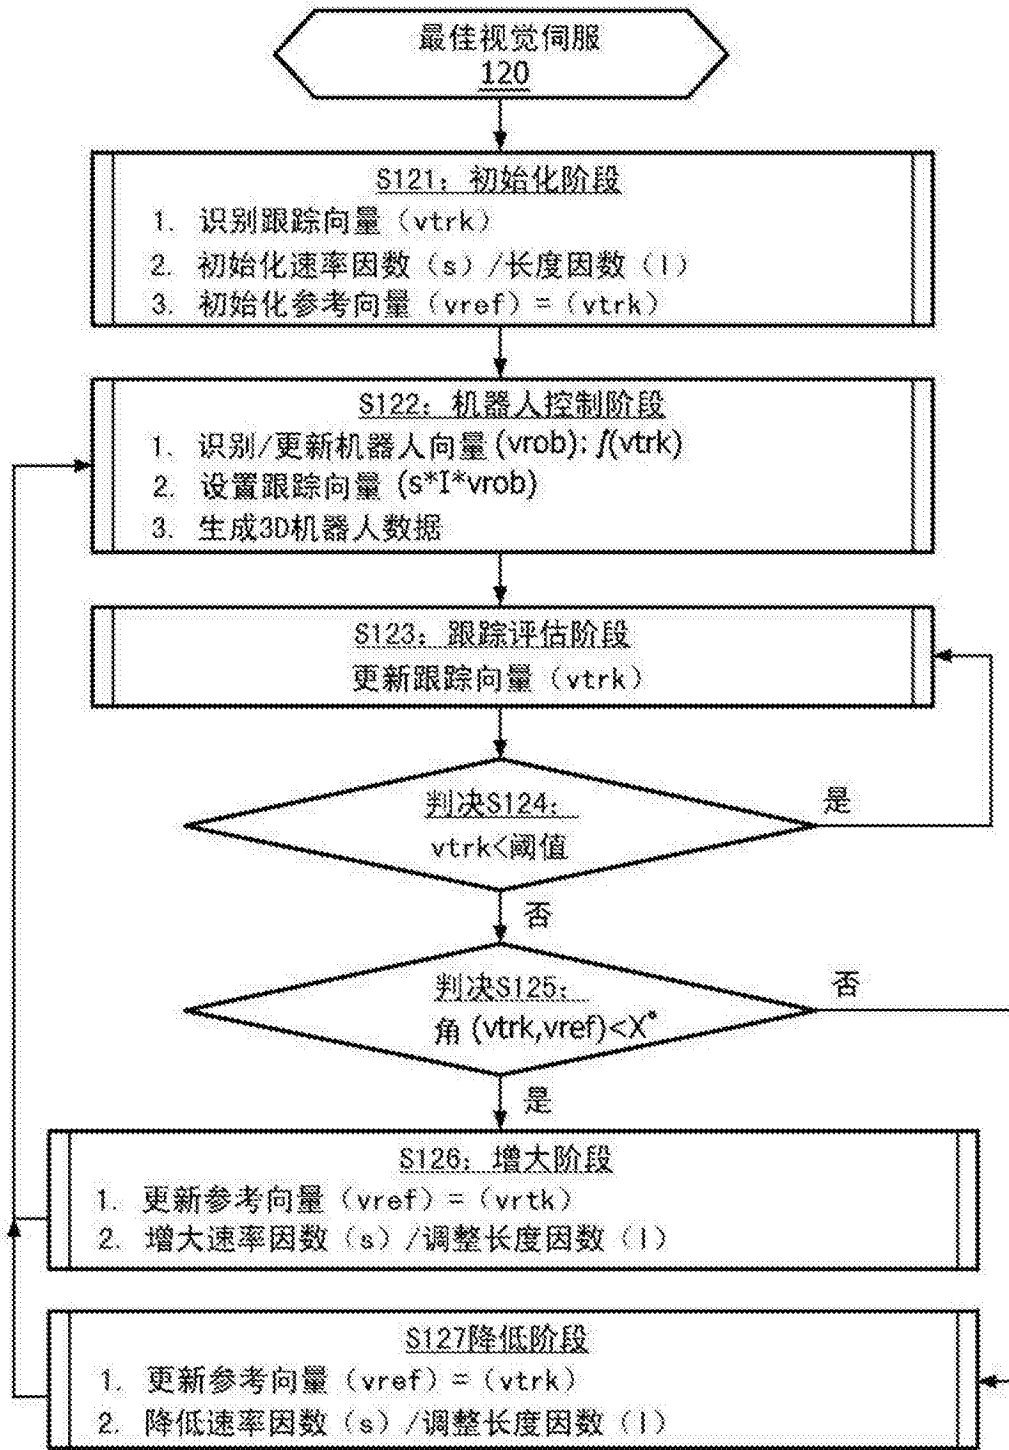 最佳视觉伺服
120
S121：初始化阶段
1. 识别跟踪向量（vtrk）
2. 初始化速率因数（s）/长度因数（l）
3. 初始化参考向量（vref）=（vtrk）
S122：机器人控制阶段
1. 识别/更新机器人向量(vrob): ƒ(vtrk)
2. 设置跟踪向量 (s*I*vrob)
3. 生成3D机器人数据
S123：跟踪评估阶段
更新跟踪向量（vtrk）
判决S124：
vtrk<阈值
是
否
判决S125：
角 (vtrk,vref)<X°
否
是
S126：增大阶段
1. 更新参考向量（vref）=（vrtk）
2. 增大速率因数（s）/调整长度因数（l）
S127降低阶段
1. 更新参考向量（vref）=（vtrk）
2. 降低速率因数（s）/调整长度因数（l）